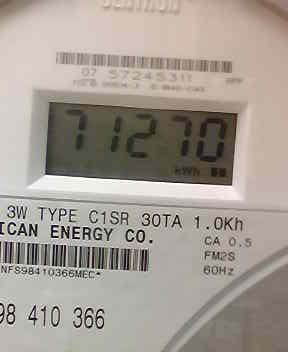 CENTRON
07 57245311
71270
kWh
3W TYPE C1SR 30TA 1.0Kh
ICAN ENERGY CO.
CA 0.5
FM2S
NFS98410366MEC*
60Hz
98 410 366